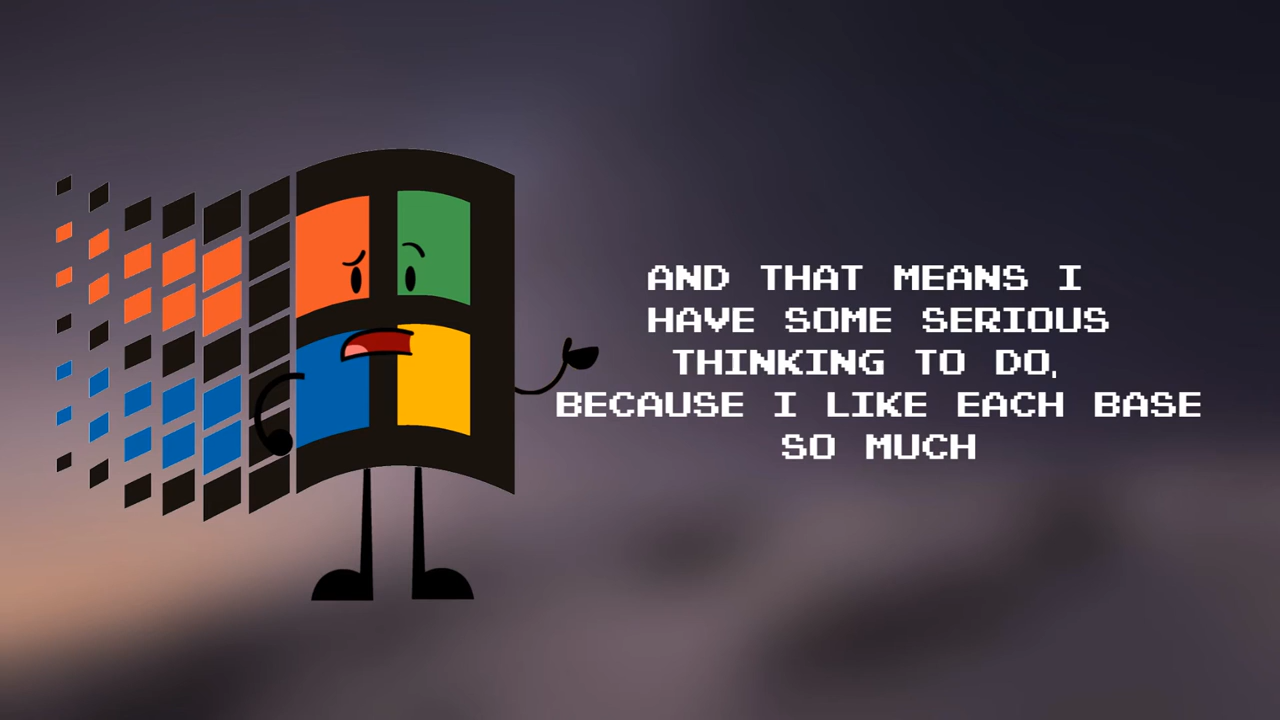 AND THAT MEANS I
HAVE SOME SERIOUS
THINKING TO DO,
BECAUSE I LIKE EACH BASE
SO MUCH